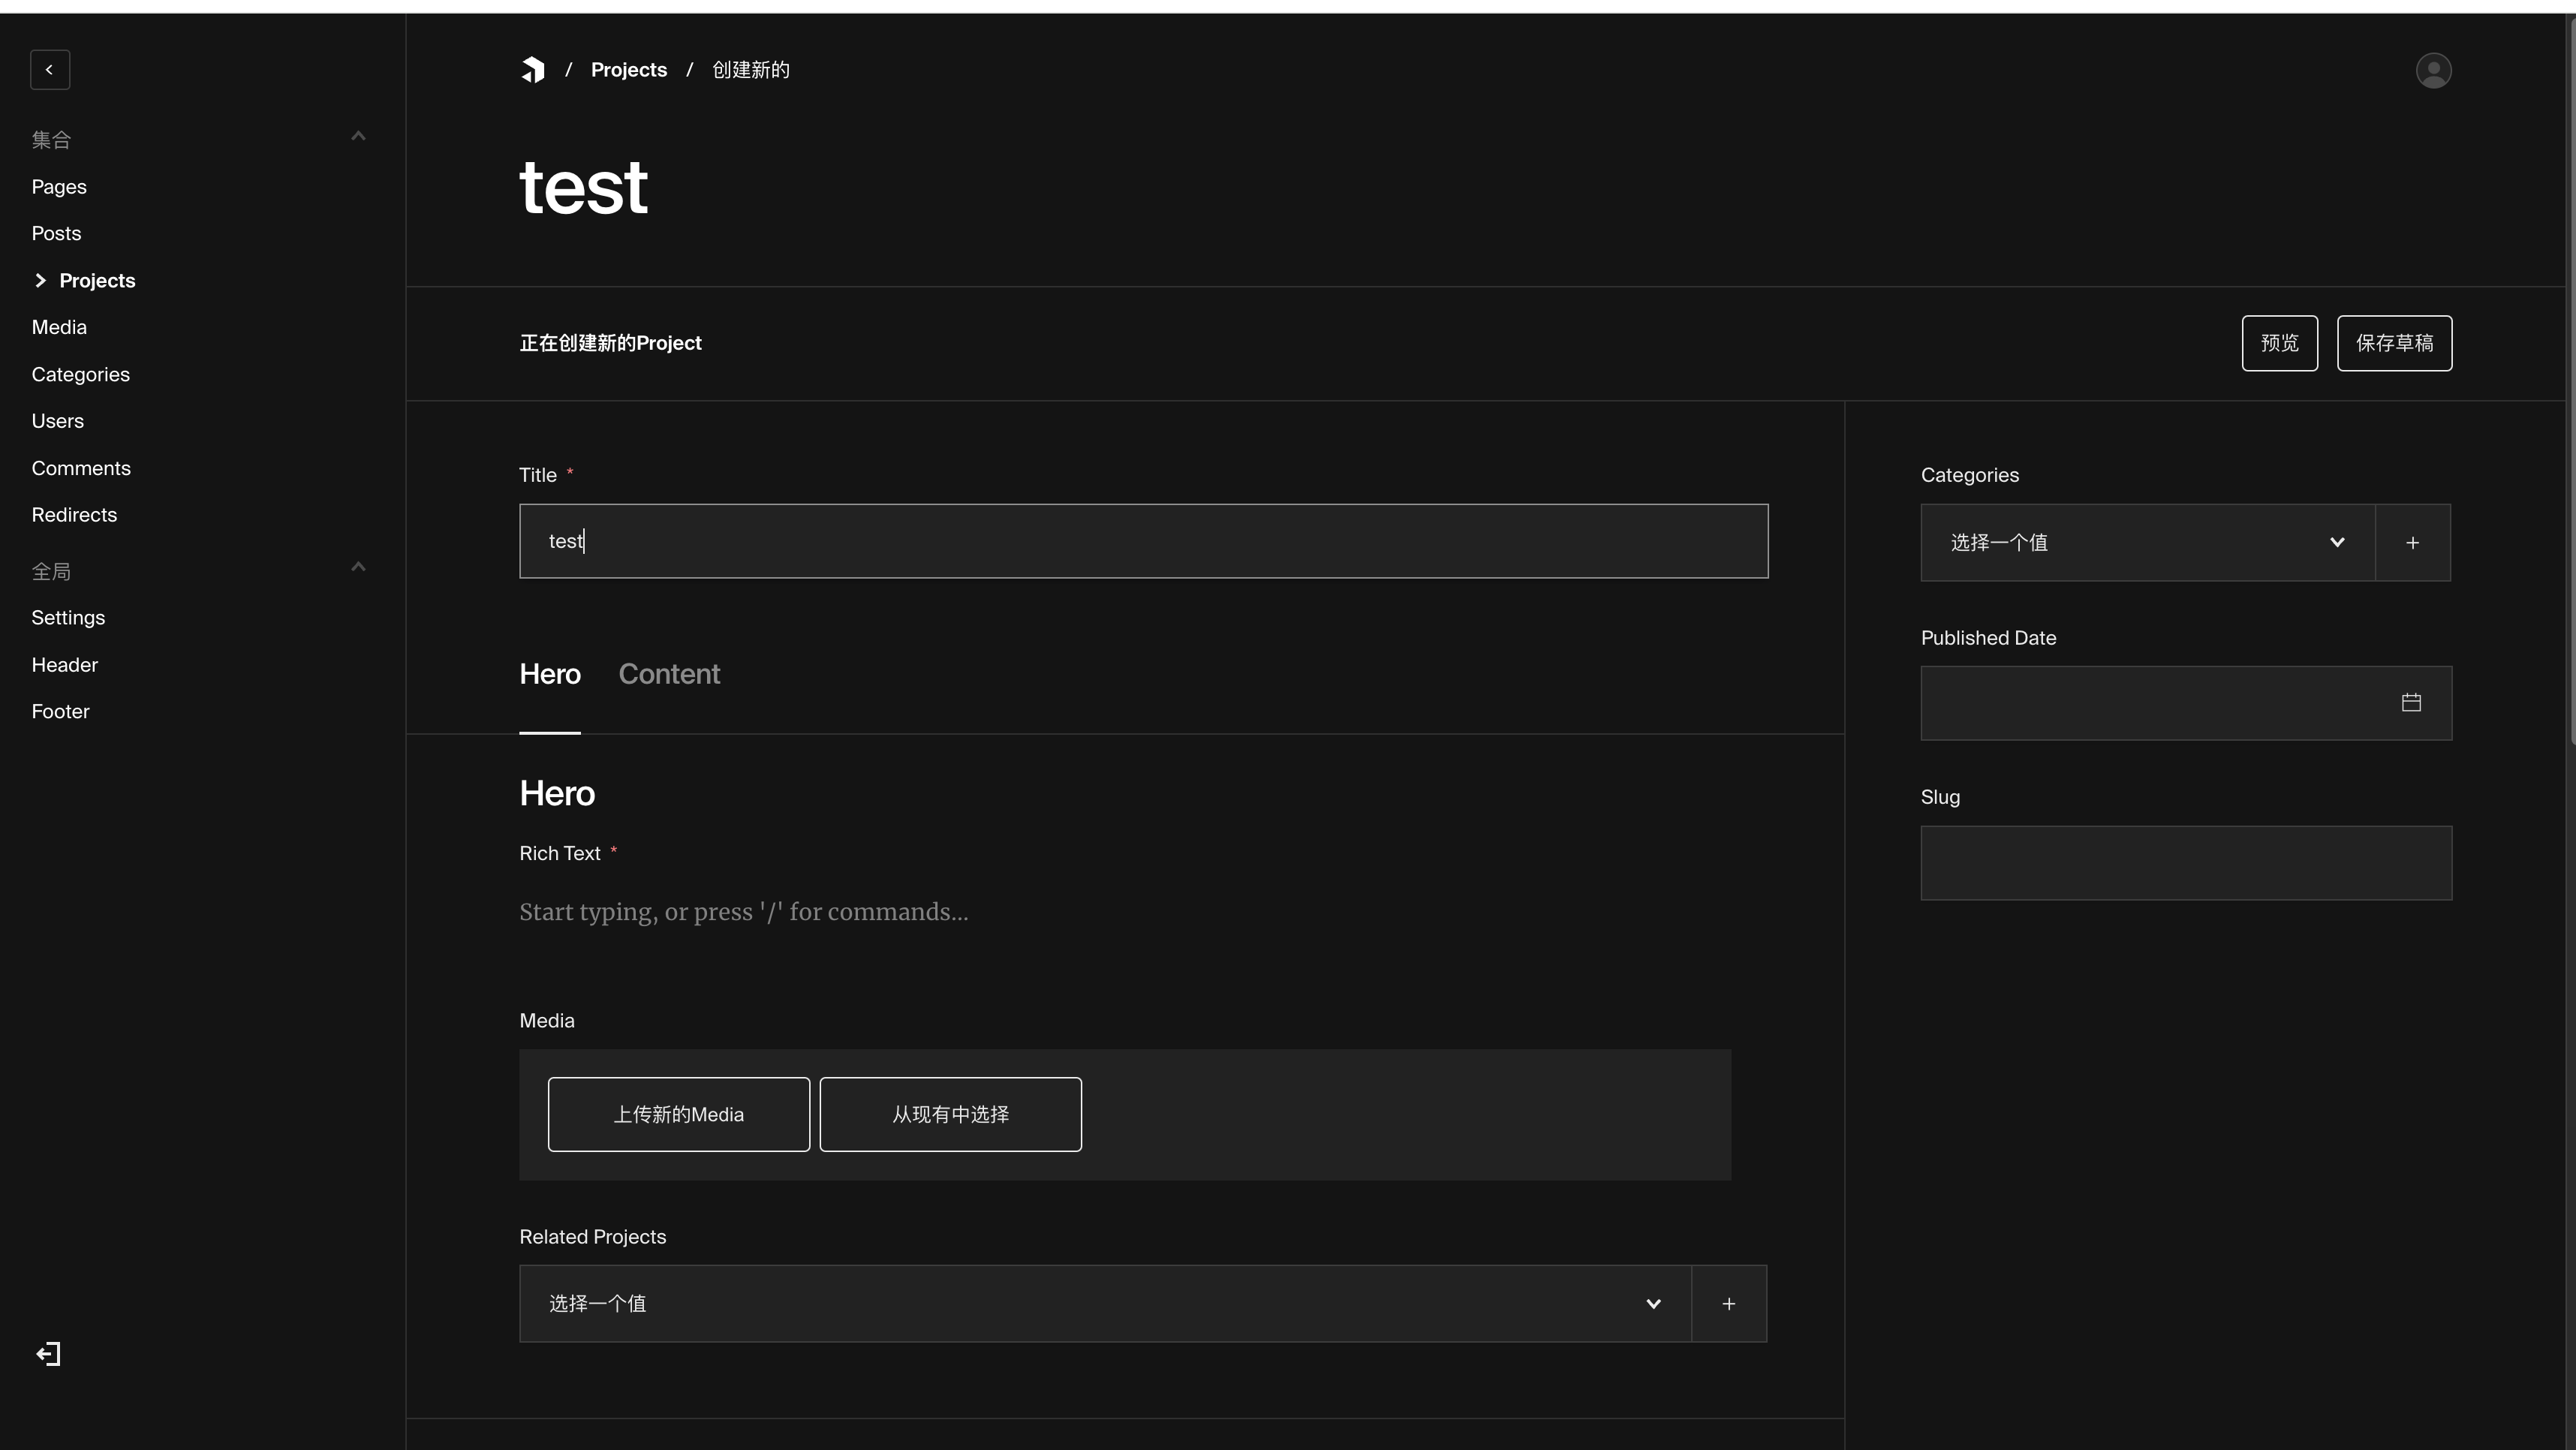 / Projects / 创建新的
集合
Pages
Posts
Projects
Media
Categories
Users
Comments
Redirects
全局
Settings
Header
Footer
test
正在创建新的Project
预览
保存草稿
Title *
test
Hero
Content
Hero
Rich Text *
Start typing, or press '/' for commands...
Media
上传新的Media
从现有中选择
Related Projects
选择一个值
Categories
选择一个值
Published Date
Slug